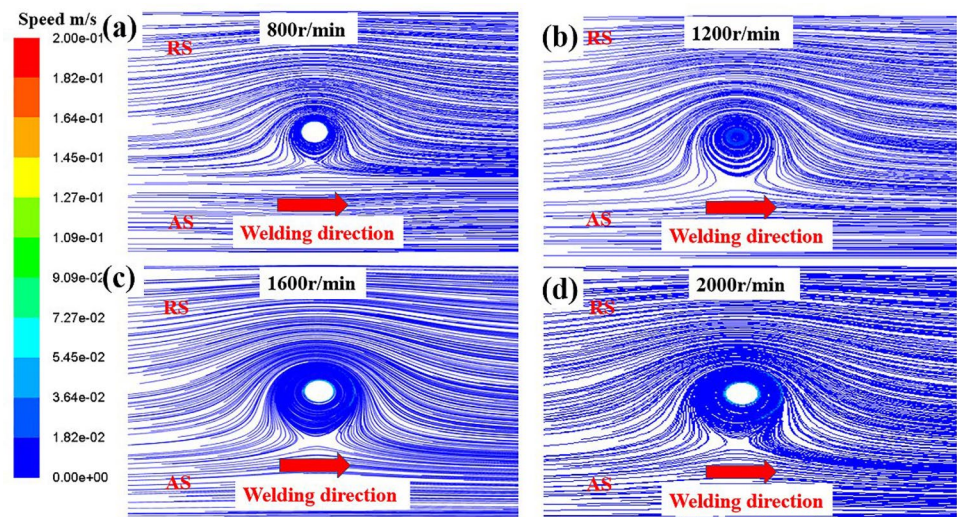 Speed m/s
2.00e-01
1.82e-01
1.64e-01
1.45e-01
1.27e-01
1.09e-01
9.09e-02
7.27e-02
5.45e-02
3.64e-02
1.82e-02
0.00e+00
(a)
800r/min
RS
AS
Welding direction
(b)
1200r/min
RS
AS
Welding direction
(c)
1600r/min
RS
AS
Welding direction
(d)
2000r/min
RS
AS
Welding direction